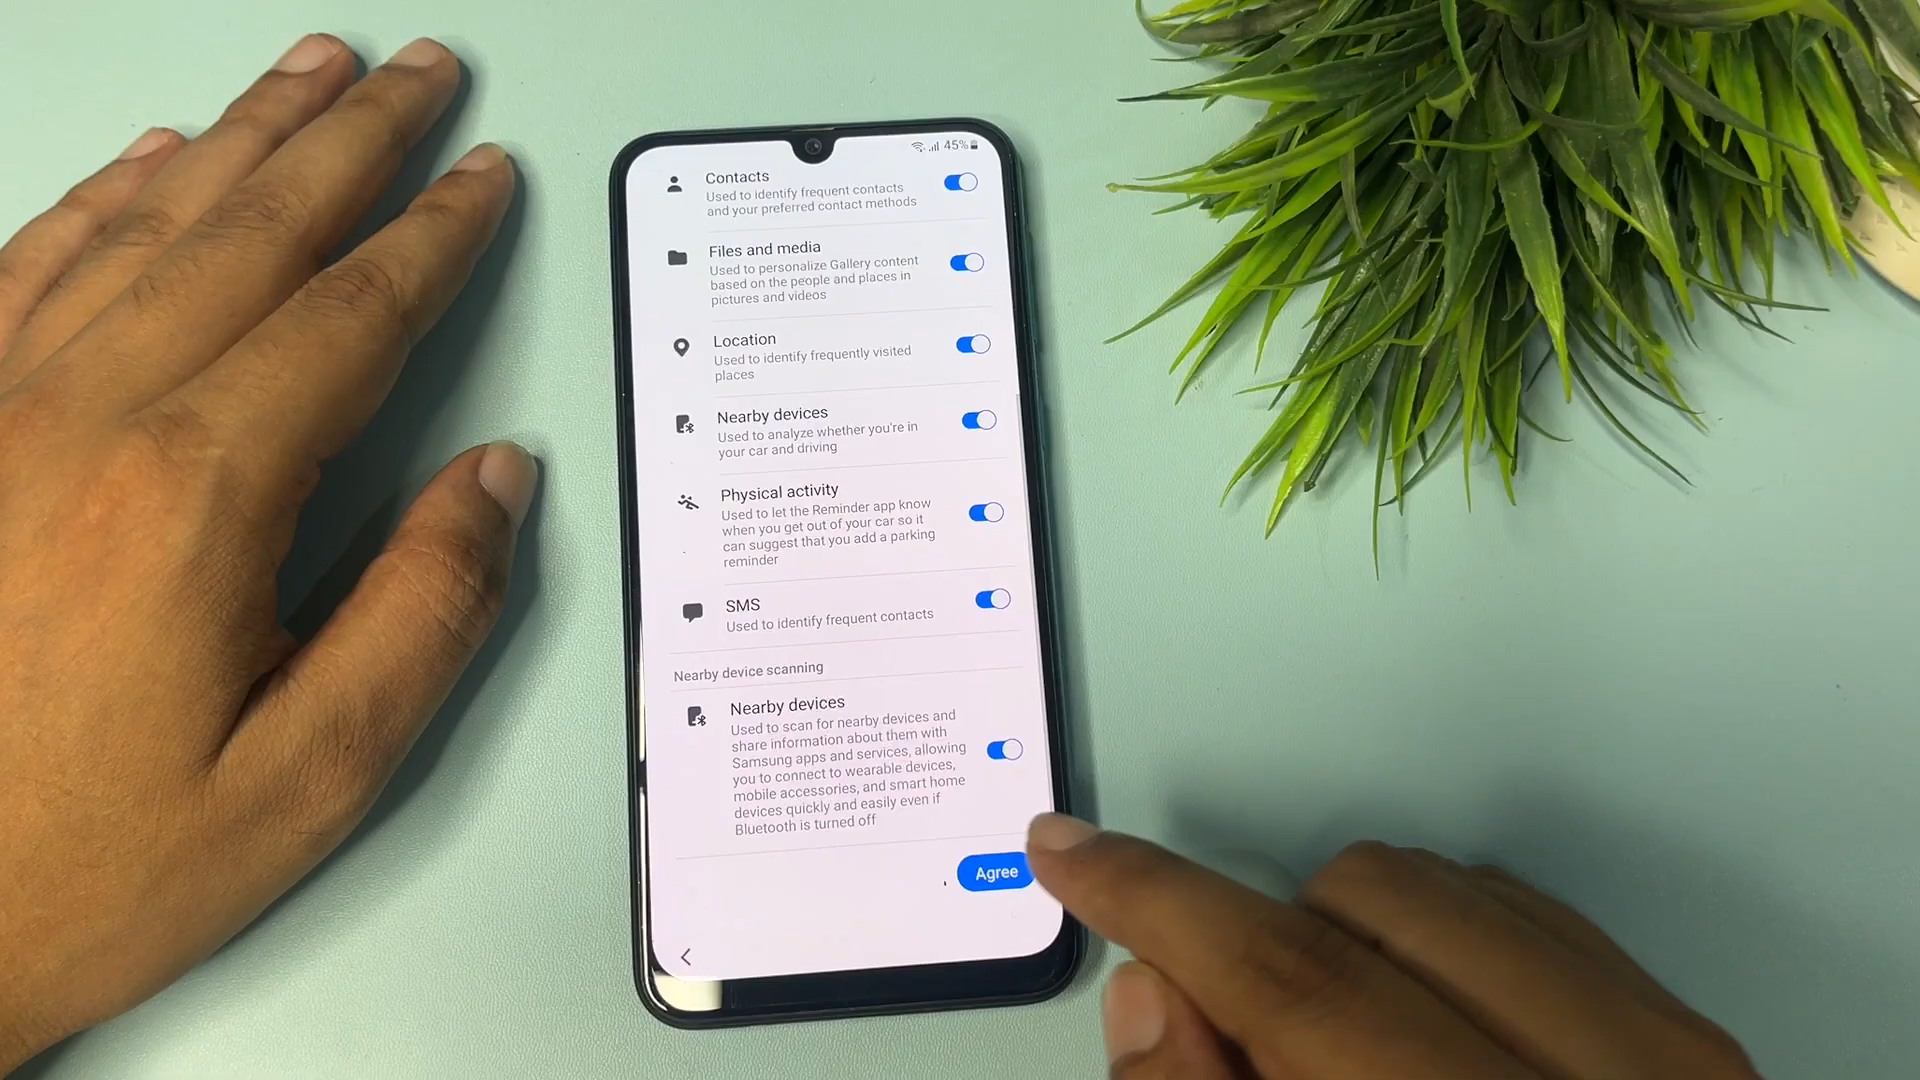 45%
Contacts
Used to identify frequent contacts
and your preferred contact methods
Files and media
Used to personalize Gallery content
based on the people and places in
pictures and videos
Location
Used to identify frequently visited
places
Nearby devices
Used to analyze whether you're in
your car and driving
Physical activity
Used to let the Reminder app know
when you get out of your car so it
can suggest that you add a parking
reminder
SMS
Used to identify frequent contacts
Nearby device scanning
Nearby devices
Used to scan for nearby devices and
share information about them with
Samsung apps and services, allowing
you to connect to wearable devices,
mobile accessories, and smart home
devices quickly and easily even if
Bluetooth is turned off
Agree